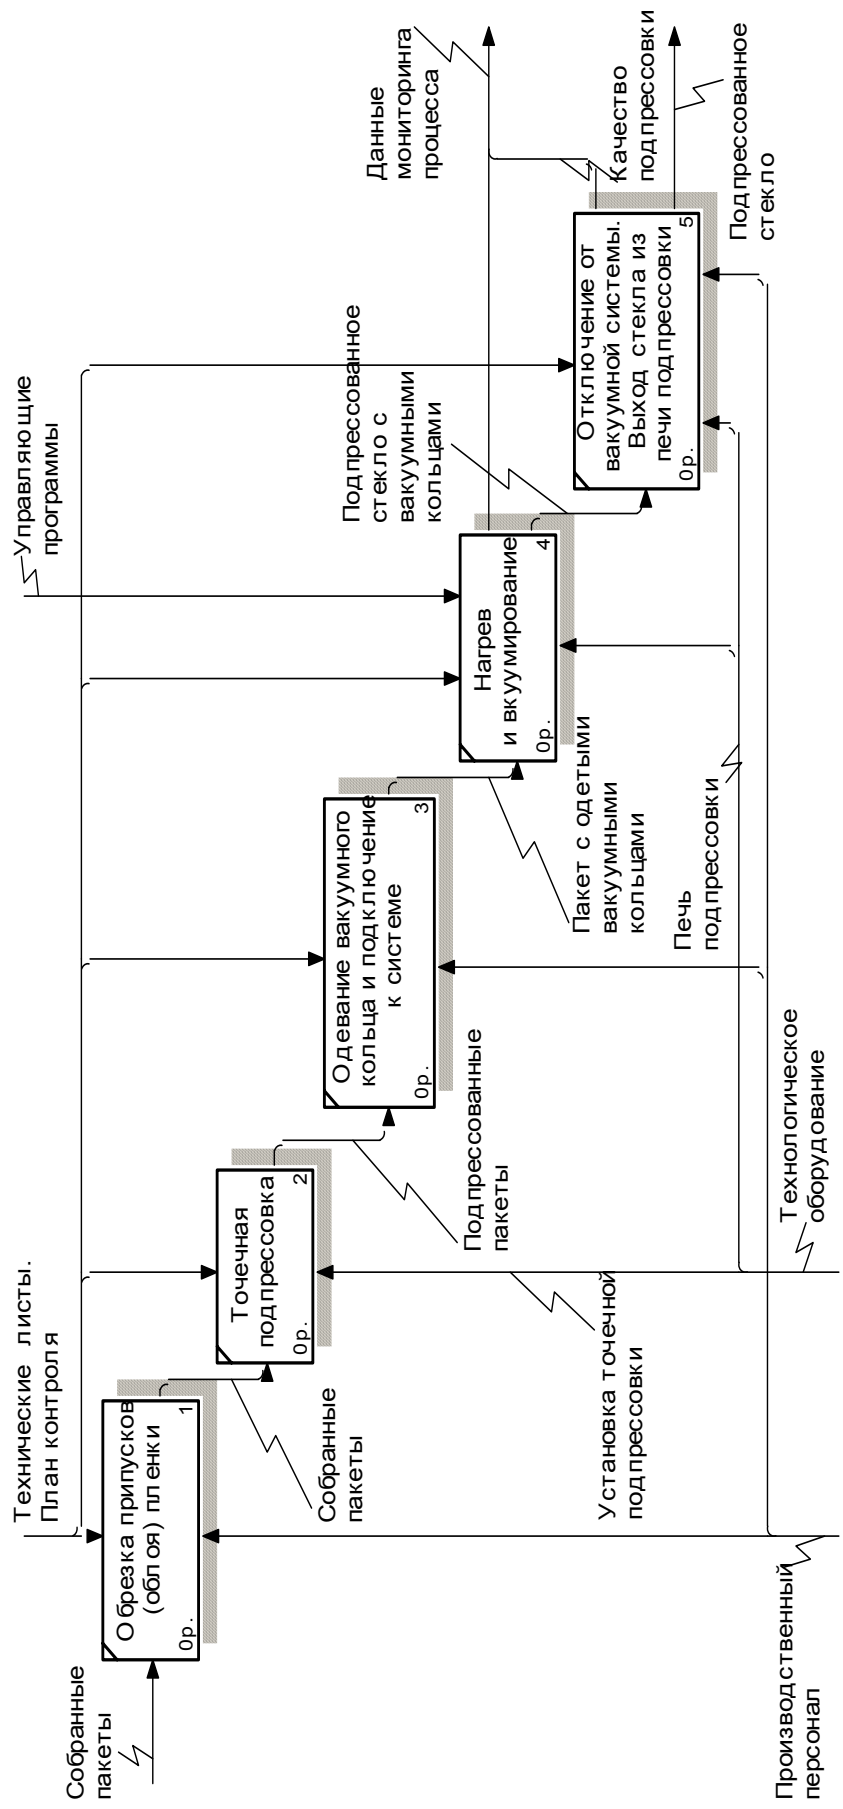 Технические листы.
План контроля
Управляющие
программы
Данные
мониторинга
процесса
Собранные
пакеты
Обрезка припусков
(облоя) пленки
0р.
1
Собранные
пакеты
Точечная
подпрессовка
0р.
2
Подпрессованные
пакеты
Одевание вакуумного
кольца и подключение
к системе
0р.
3
Пакет с одетыми
вакуумными
кольцами
Нагрев
и вкуумирование
0р.
4
Подпрессованное
стекло с
вакуумными
кольцами
Отключение от
вакуумной системы.
Выход стекла из
печи подпрессовки
0р.
5
Качество
подпрессовки
Подпрессованное
стекло
Установка точечной
подпрессовки
Печь
подпрессовки
Производственный
персонал
Технологическое
оборудование